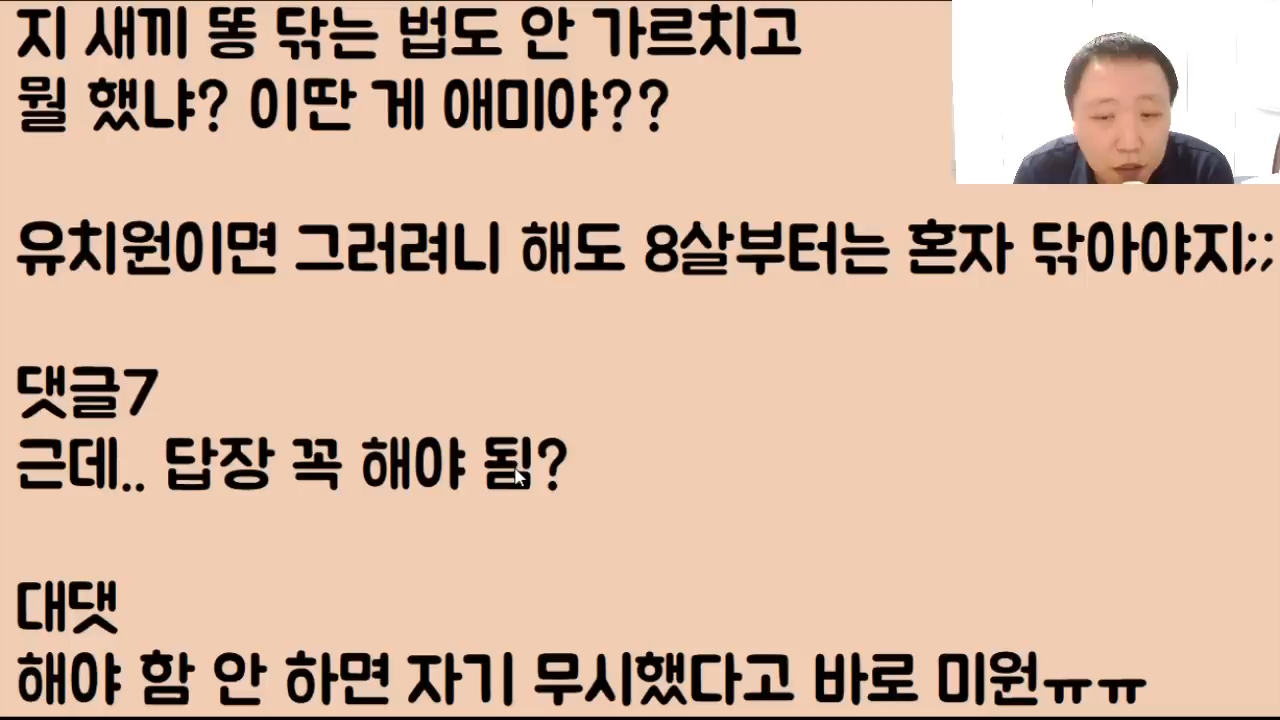 지 새끼 똥 닦는 법도 안 가르치고
뭘 했냐? 이딴 게 애미야??
유치원이면 그러려니 해도 8살부터는 혼자 닦아야지;;
댓글7
근데.. 답장 꼭 해야 됨?
대댓
해야 함 안 하면 자기 무시했다고 바로 미원ㅠㅠ